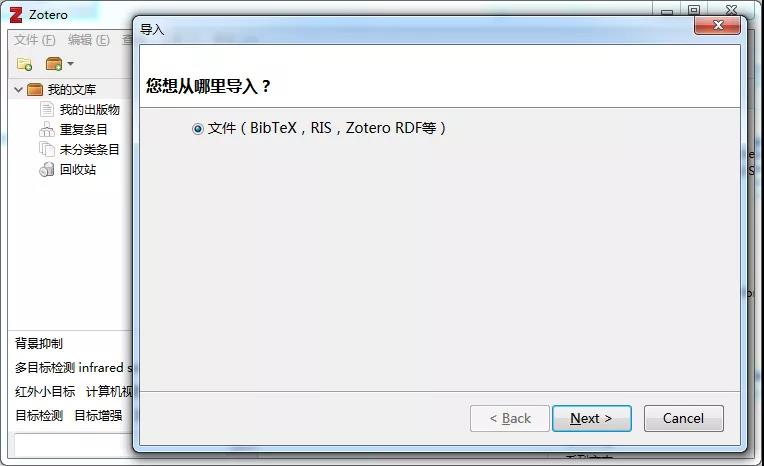 Zotero
导入
文件 (F) 编辑 (E)
您想从哪里导入？
我的文库
我的出版物
重复条目
未分类条目
回收站
文件（BibTeX，RIS，Zotero RDF等）
背景抑制
多目标检测 infrared s
红外小目标 计算机视
目标检测 目标增强
< Back
Next >
Cancel